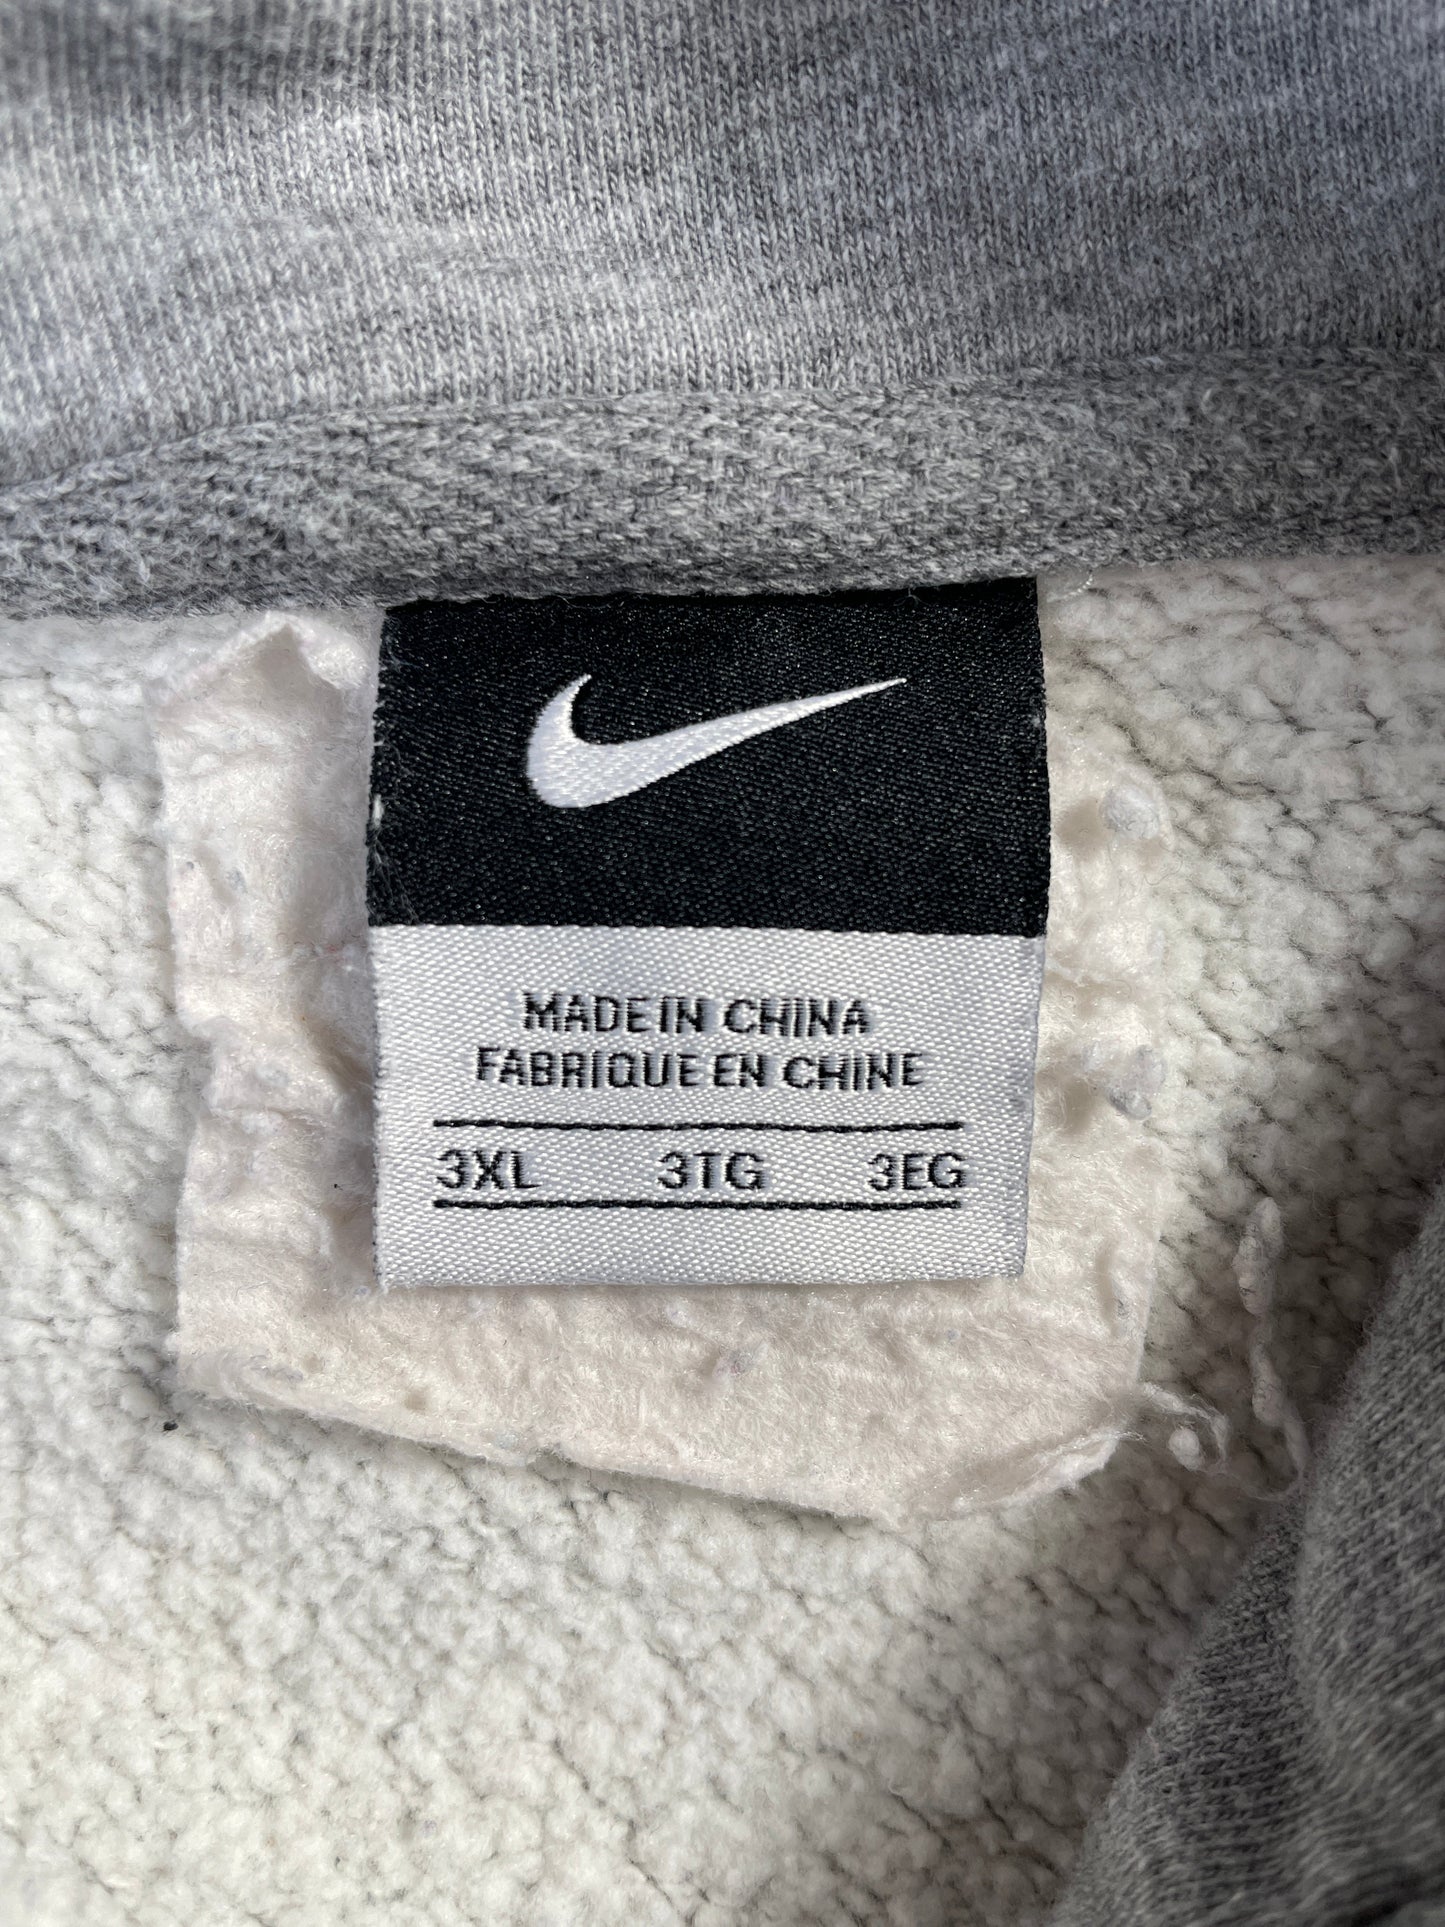 MADE IN CHINA
FABRIQUE EN CHINE
3XL 3TG 3EG